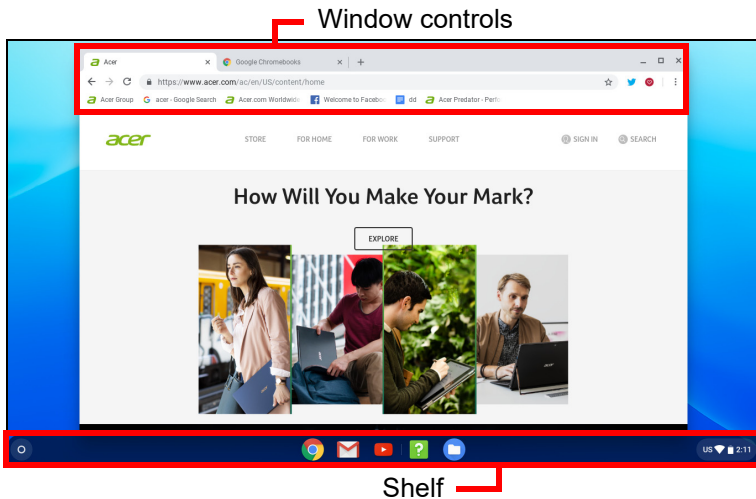 Window controls
Acer
Google Chromebooks
https://www.acer.com/ac/en/US/content/home
Acer Group
acer - Google Search
Acer.com Worldwide
Welcome to Faceboo
dd
Acer Predator - Perfo
acer
STORE
FOR HOME
FOR WORK
SUPPORT
SIGN IN
SEARCH
How Will You Make Your Mark?
EXPLORE
US 2:11
Shelf